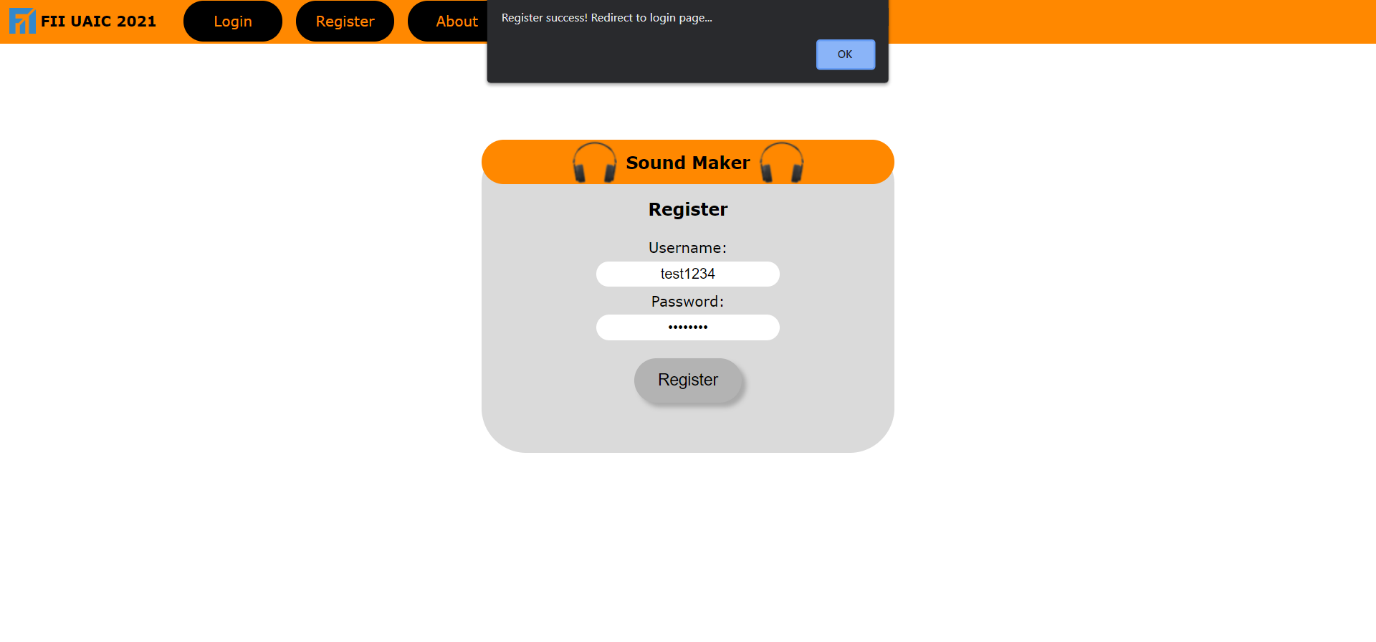 FII UAIC 2021
Login
Register
About
Register success! Redirect to login page...
OK
Sound Maker
Register
Username:
test1234
Password:
••••••••
Register